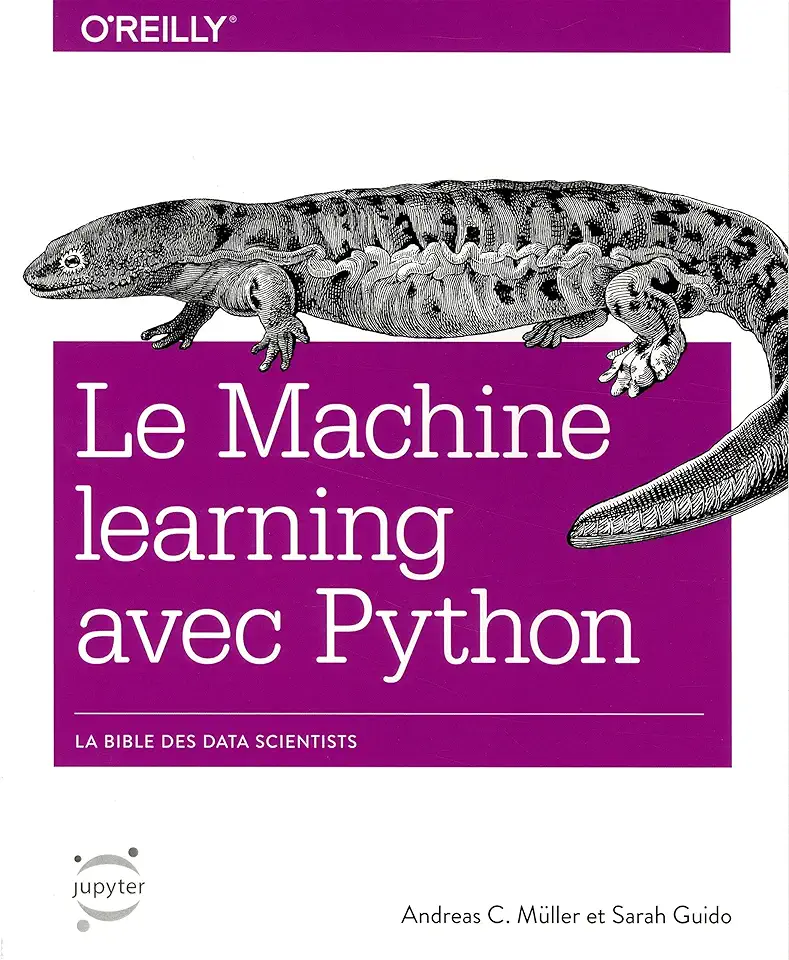 O'REILLY®
Le Machine
learning
avec Python
LA BIBLE DES DATA SCIENTISTS
jupyter
Andreas C. Müller et Sarah Guido